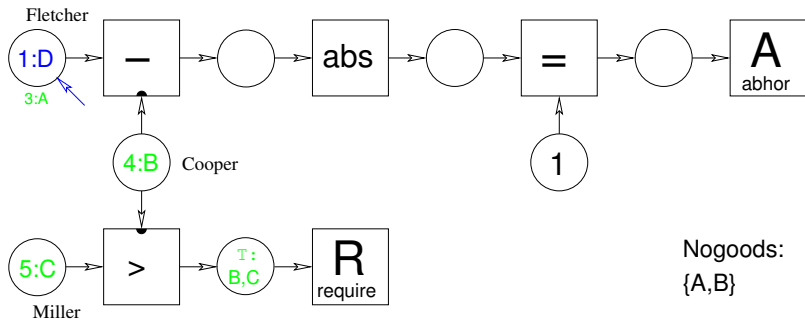 Fletcher
1:D
3:A
−
abs
=
A
abhor
4:B
Cooper
1
5:C
Miller
>
T:
B,C
R
require
Nogoods:
{A,B}